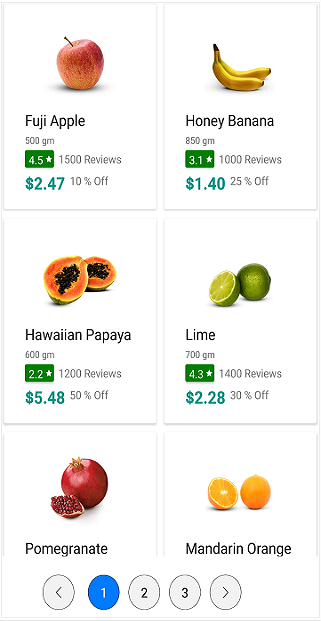 Fuji Apple
500 gm
4.5 ★ 1500 Reviews
$2.47 10 % Off
Honey Banana
850 gm
3.1 ★ 1000 Reviews
$1.40 25 % Off
Hawaiian Papaya
600 gm
2.2 ★ 1200 Reviews
$5.48 50 % Off
Lime
700 gm
4.3 ★ 1400 Reviews
$2.28 30 % Off
Pomegranate
Mandarin Orange
1 2 3